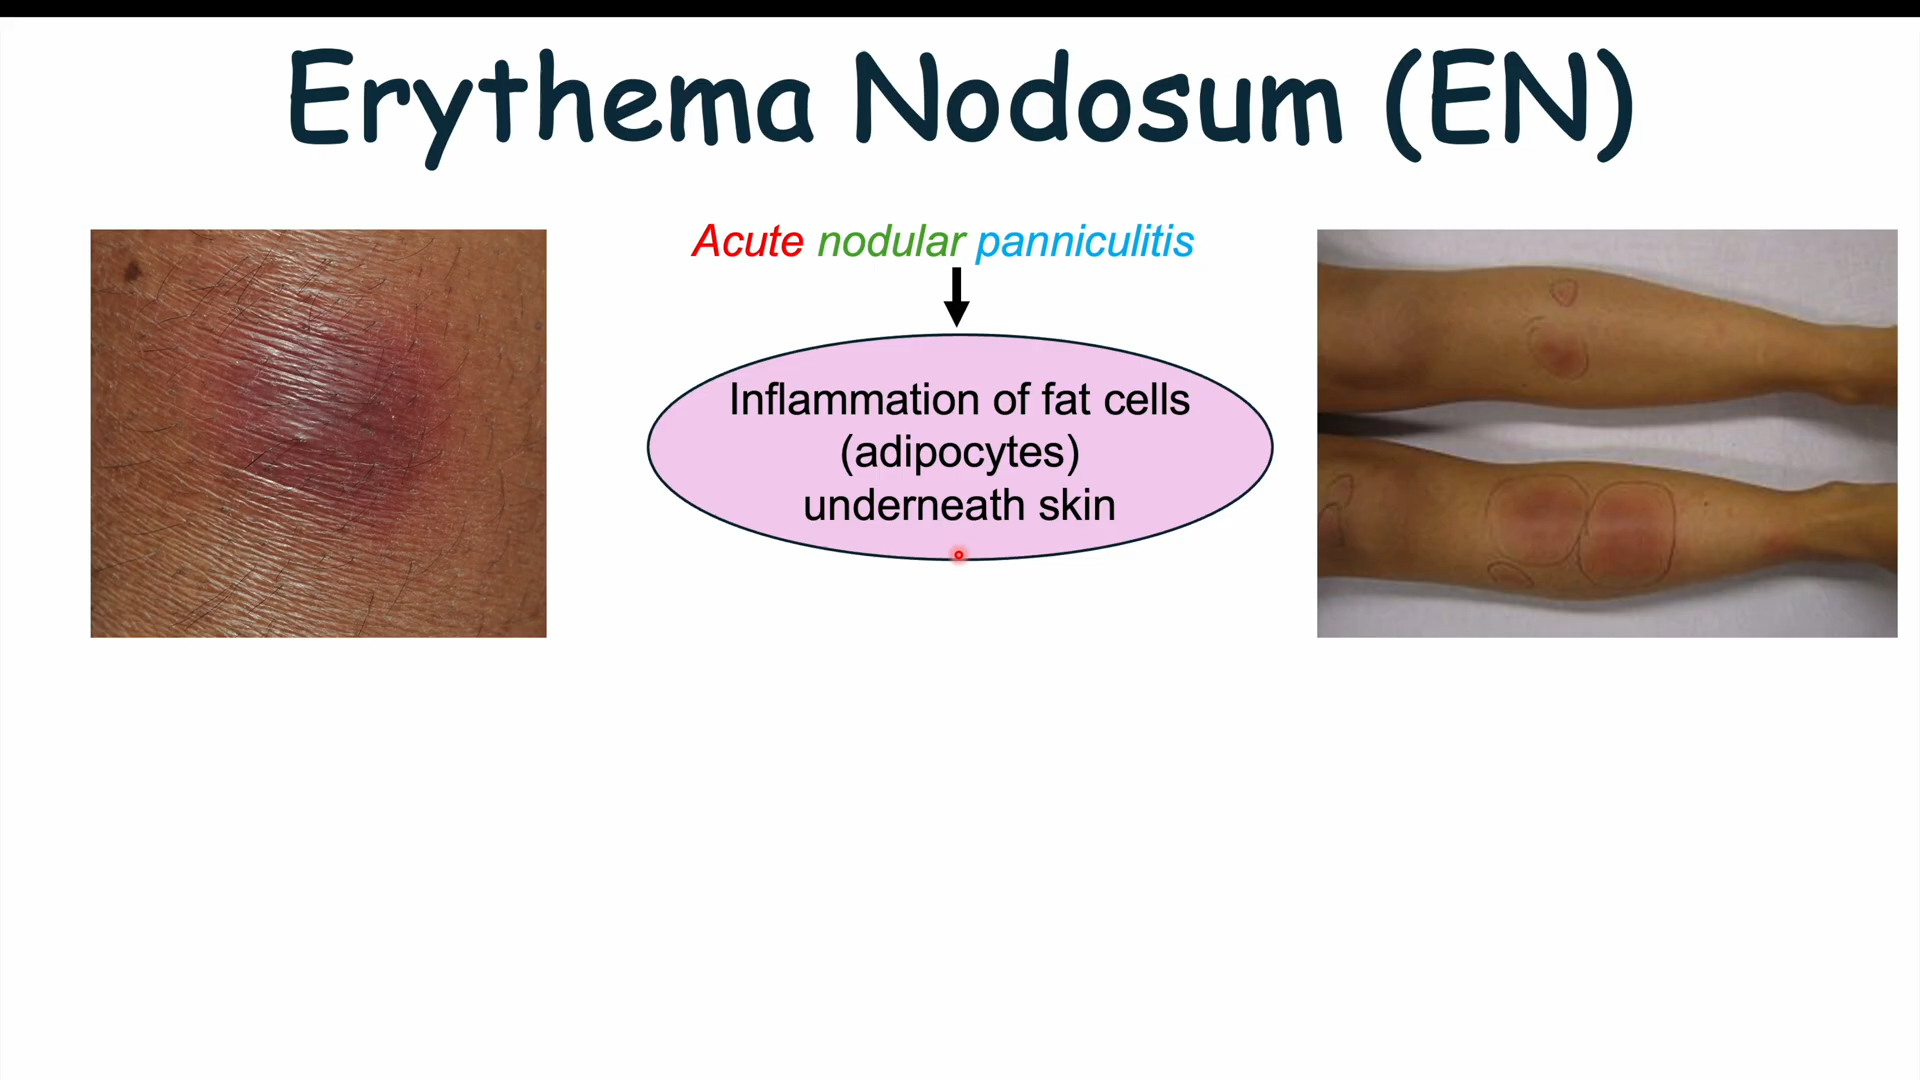 Erythema Nodosum (EN)
Acute nodular panniculitis
Inflammation of fat cells
(adipocytes)
underneath skin